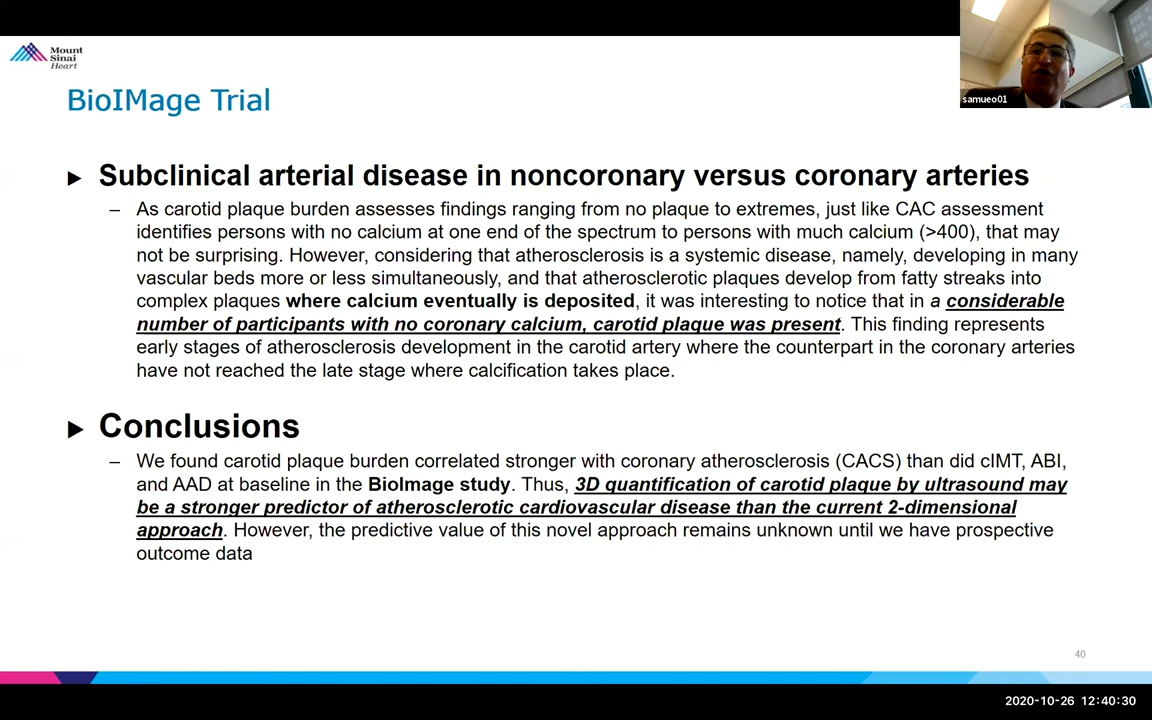 Mount
Sinai
Heart
samueo01
BioIMage Trial
► Subclinical arterial disease in noncoronary versus coronary arteries
– As carotid plaque burden assesses findings ranging from no plaque to extremes, just like CAC assessment
identifies persons with no calcium at one end of the spectrum to persons with much calcium (>400), that may
not be surprising. However, considering that atherosclerosis is a systemic disease, namely, developing in many
vascular beds more or less simultaneously, and that atherosclerotic plaques develop from fatty streaks into
complex plaques where calcium eventually is deposited, it was interesting to notice that in a considerable
number of participants with no coronary calcium, carotid plaque was present. This finding represents
early stages of atherosclerosis development in the carotid artery where the counterpart in the coronary arteries
have not reached the late stage where calcification takes place.
► Conclusions
– We found carotid plaque burden correlated stronger with coronary atherosclerosis (CACS) than did cIMT, ABI,
and AAD at baseline in the BioImage study. Thus, 3D quantification of carotid plaque by ultrasound may
be a stronger predictor of atherosclerotic cardiovascular disease than the current 2-dimensional
approach. However, the predictive value of this novel approach remains unknown until we have prospective
outcome data
40
2020-10-26 12:40:30